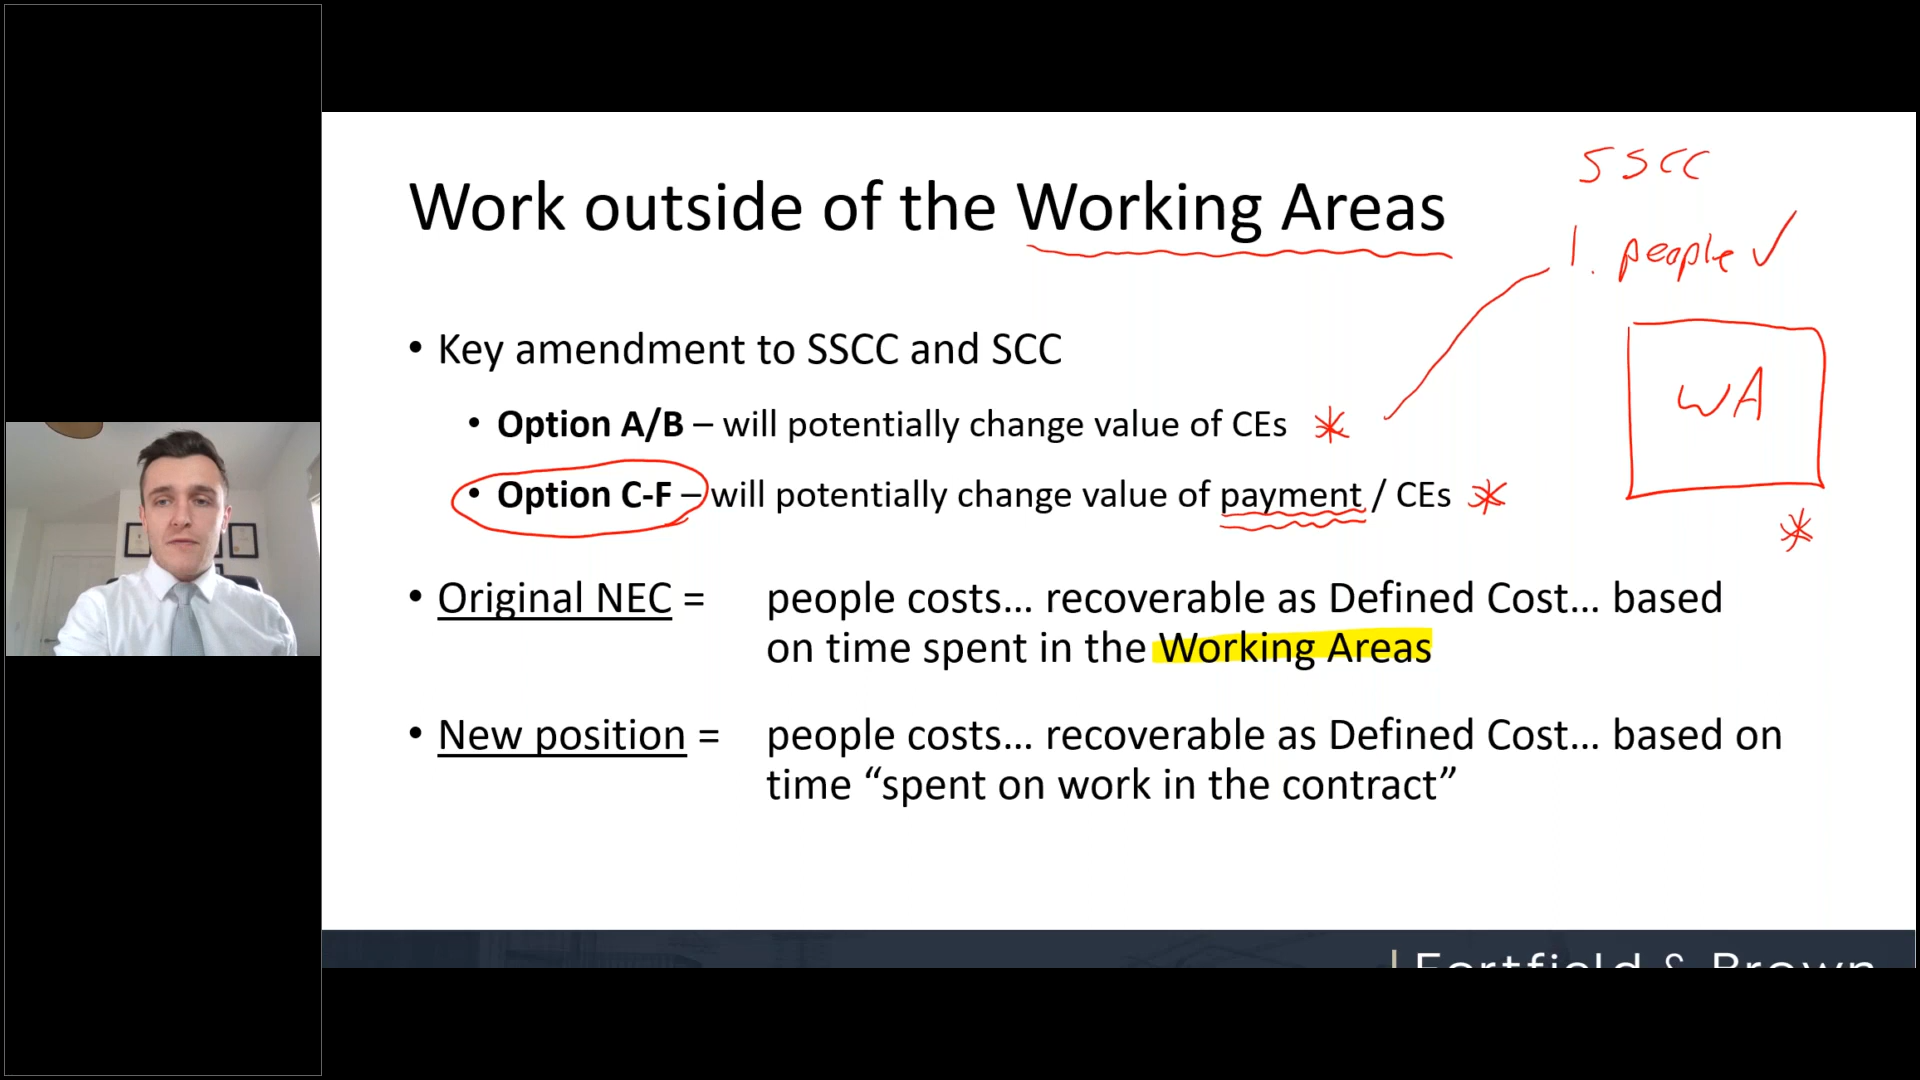 Work outside of the Working Areas
SSCC
1. people ✓
• Key amendment to SSCC and SCC
• Option A/B – will potentially change value of CEs *
WA
• Option C-F – will potentially change value of payment / CEs *
*
• Original NEC = people costs… recoverable as Defined Cost… based
on time spent in the Working Areas
• New position = people costs… recoverable as Defined Cost… based on
time “spent on work in the contract”
Fortfield & Brown